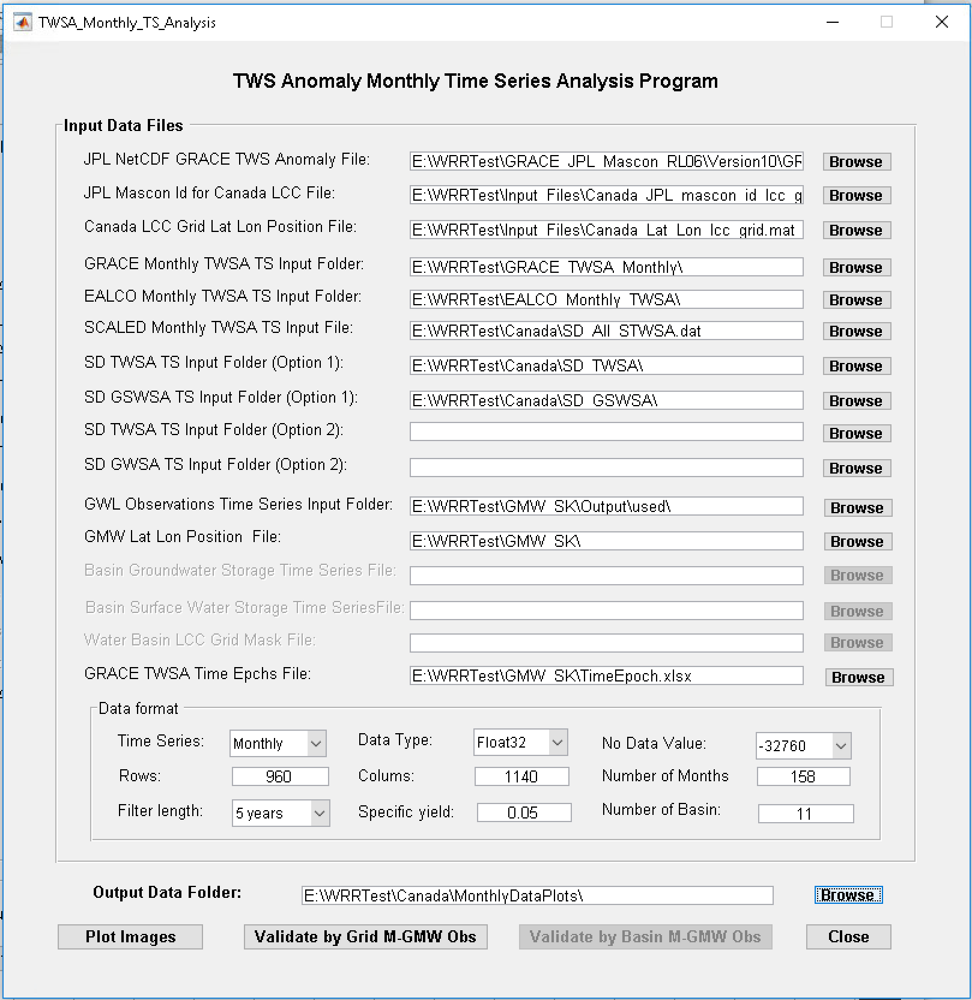 TWSA_Monthly_TS_Analysis
TWS Anomaly Monthly Time Series Analysis Program
Input Data Files
JPL NetCDF GRACE TWS Anomaly File: E:\WRRTest\GRACE_JPL_Mascon_RL06\Version10\GR Browse
JPL Mascon Id for Canada LCC File: E:\WRRTest\Input_Files\Canada_JPL_mascon_id_lcc_g Browse
Canada LCC Grid Lat Lon Position File: E:\WRRTest\Input_Files\Canada_Lat_Lon_lcc_grid.mat Browse
GRACE Monthly TWSA TS Input Folder: E:\WRRTest\GRACE_TWSA_Monthly\ Browse
EALCO Monthly TWSA TS Input Folder: E:\WRRTest\EALCO_Monthly_TWSA\ Browse
SCALED Monthly TWSA TS Input File: E:\WRRTest\Canada\SD_All_STWSA.dat Browse
SD TWSA TS Input Folder (Option 1): E:\WRRTest\Canada\SD_TWSA\ Browse
SD GSWSA TS Input Folder (Option 1): E:\WRRTest\Canada\SD_GSWSA\ Browse
SD TWSA TS Input Folder (Option 2): Browse
SD GWSA TS Input Folder (Option 2): Browse
GWL Observations Time Series Input Folder: E:\WRRTest\GMW_SK\Output\used\ Browse
GMW Lat Lon Position File: E:\WRRTest\GMW_SK\ Browse
Basin Groundwater Storage Time Series File: Browse
Basin Surface Water Storage Time SeriesFile: Browse
Water Basin LCC Grid Mask File: Browse
GRACE TWSA Time Epchs File: E:\WRRTest\GMW_SK\TimeEpoch.xlsx Browse
Data format
Time Series: Monthly Data Type: Float32 No Data Value: -32760
Rows: 960 Colums: 1140 Number of Months 158
Filter length: 5 years Specific yield: 0.05 Number of Basin: 11
Output Data Folder: E:\WRRTest\Canada\MonthlyDataPlots\ Browse
Plot Images Validate by Grid M-GMW Obs Validate by Basin M-GMW Obs Close